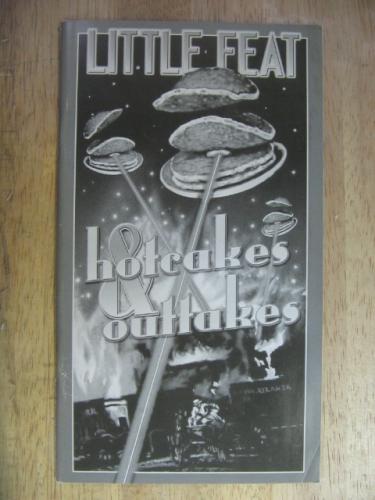 LITTLE FEAT
hotcakes
&
outtakes